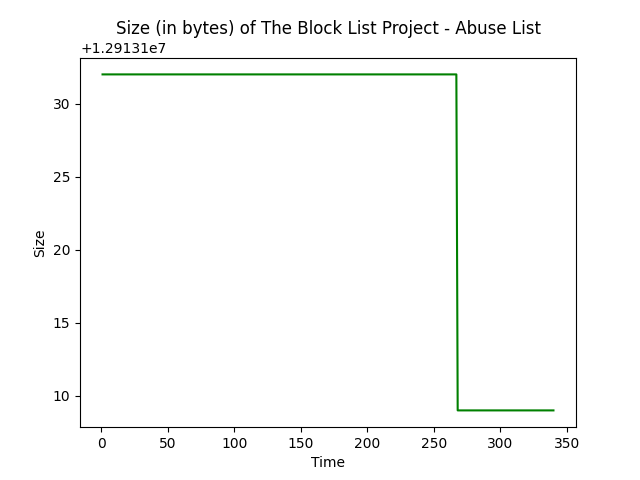 Size (in bytes) of The Block List Project - Abuse List
+1.29131e7
30
25
20
15
10
Size
0 50 100 150 200 250 300 350
Time